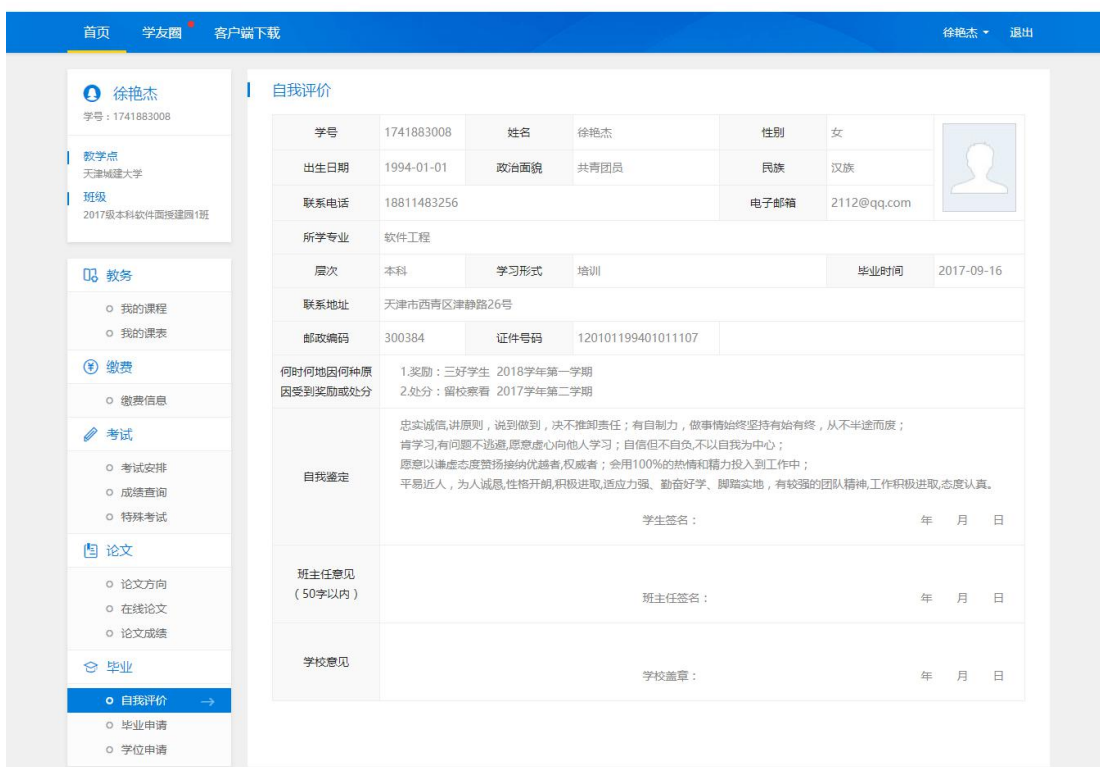 首页 学友圈 客户端下载 徐艳杰 退出
徐艳杰
学号：1741883008
教学点
天津城建大学
班级
2017级本科软件面授建园1班
教务
我的课程
我的课表
缴费
缴费信息
考试
考试安排
成绩查询
特殊考试
论文
论文方向
在线论文
论文成绩
毕业
自我评价
毕业申请
学位申请
自我评价
学号 1741883008 姓名 徐艳杰 性别 女
出生日期 1994-01-01 政治面貌 共青团员 民族 汉族
联系电话 18811483256 电子邮箱 2112@qq.com
所学专业 软件工程
层次 本科 学习形式 培训 毕业时间 2017-09-16
联系地址 天津市西青区津静路26号
邮政编码 300384 证件号码 120101199401011107
何时何地因何种原
因受到奖励或处分
1.奖励：三好学生 2018学年第一学期
2.处分：留校察看 2017学年第二学期
自我鉴定
忠实诚信,讲原则，说到做到，决不推卸责任；有自制力，做事情始终坚持有始有终，从不半途而废；
肯学习,有问题不逃避,愿意虚心向他人学习；自信但不自负,不以自我为中心；
愿意以谦虚态度赞扬接纳优越者,权威者；会用100%的热情和精力投入到工作中；
平易近人，为人诚恳,性格开朗,积极进取,适应力强、勤奋好学、脚踏实地，有较强的团队精神,工作积极进取,态度认真。
学生签名： 年 月 日
班主任意见
（50字以内）
班主任签名： 年 月 日
学校意见
学校盖章： 年 月 日